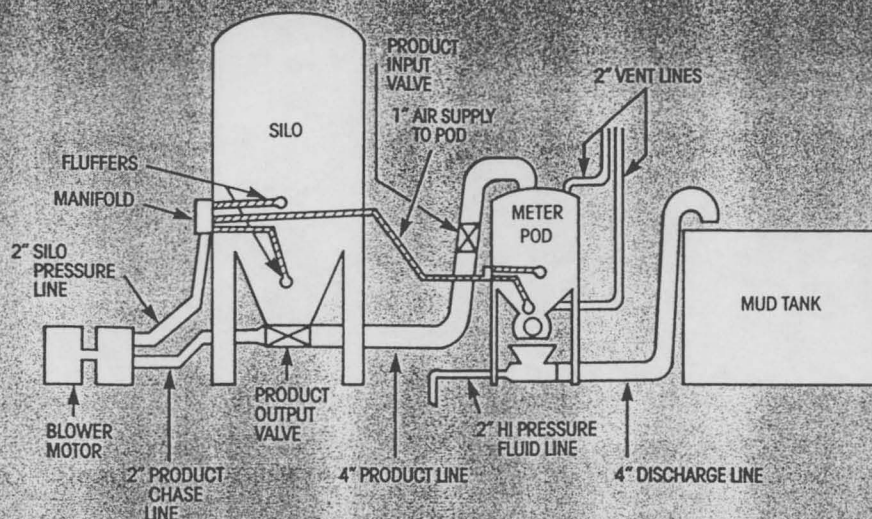 PRODUCT
INPUT
VALVE
2" VENT LINES
1" AIR SUPPLY
TO POD
SILO
FLUFFERS
MANIFOLD
METER
POD
2" SILO
PRESSURE
LINE
MUD TANK
BLOWER
MOTOR
PRODUCT
OUTPUT
VALVE
2" HI PRESSURE
FLUID LINE
2" PRODUCT
CHASE
LINE
4" PRODUCT LINE
4" DISCHARGE LINE